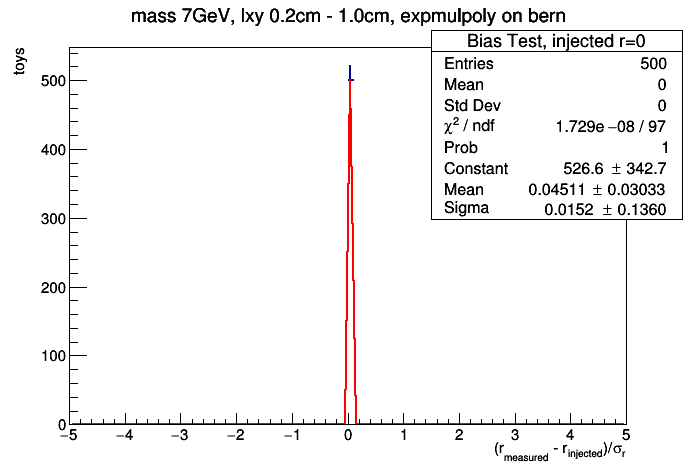 mass 7GeV, lxy 0.2cm - 1.0cm, expmulpoly on bern
Bias Test, injected r=0
Entries 500
Mean 0
Std Dev 0
χ² / ndf 1.729e−08 / 97
Prob 1
Constant 526.6 ± 342.7
Mean 0.04511 ± 0.03033
Sigma 0.0152 ± 0.1360
toys
500
400
300
200
100
0
−5 −4 −3 −2 −1 0 1 2 3 4 5
(r_measured - r_injected)/σ_r